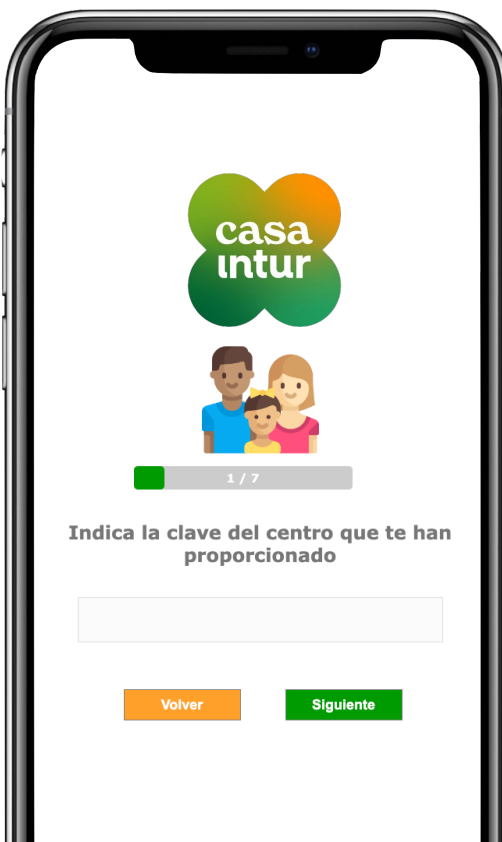 casa
intur
1 / 7
Indica la clave del centro que te han
proporcionado
Volver
Siguiente